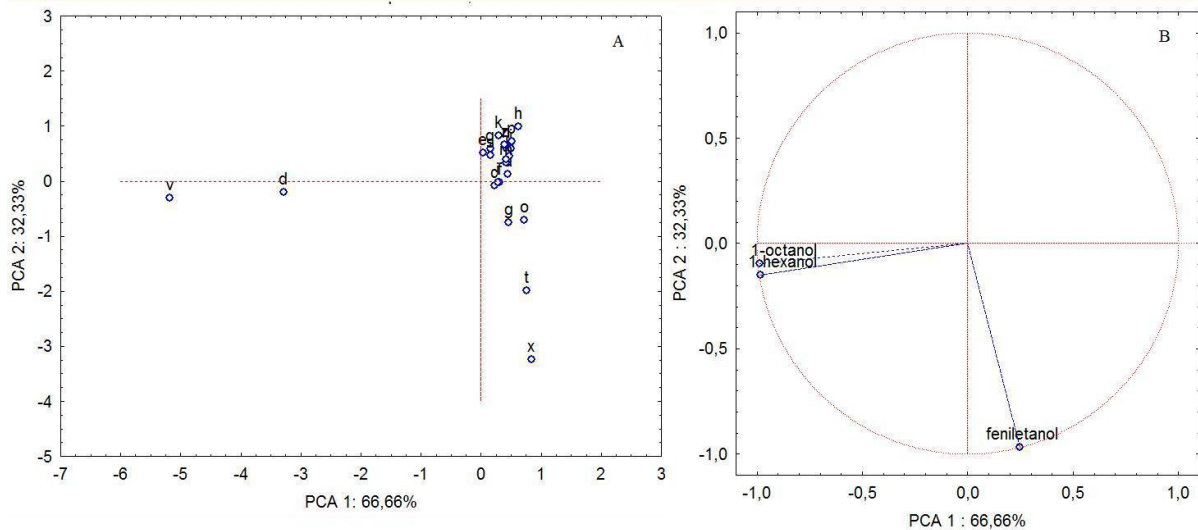 A
3
2
1
0
-1
-2
-3
-4
-5
PCA 2: 32,33%
-7
-6
-5
-4
-3
-2
-1
0
1
2
3
PCA 1: 66,66%
v
d
h
k
e
c
g
o
t
x
B
1,0
0,5
0,0
-0,5
-1,0
PCA 2 : 32,33%
-1,0
-0,5
0,0
0,5
1,0
PCA 1 : 66,66%
1-octanol
1-hexanol
feniletanol